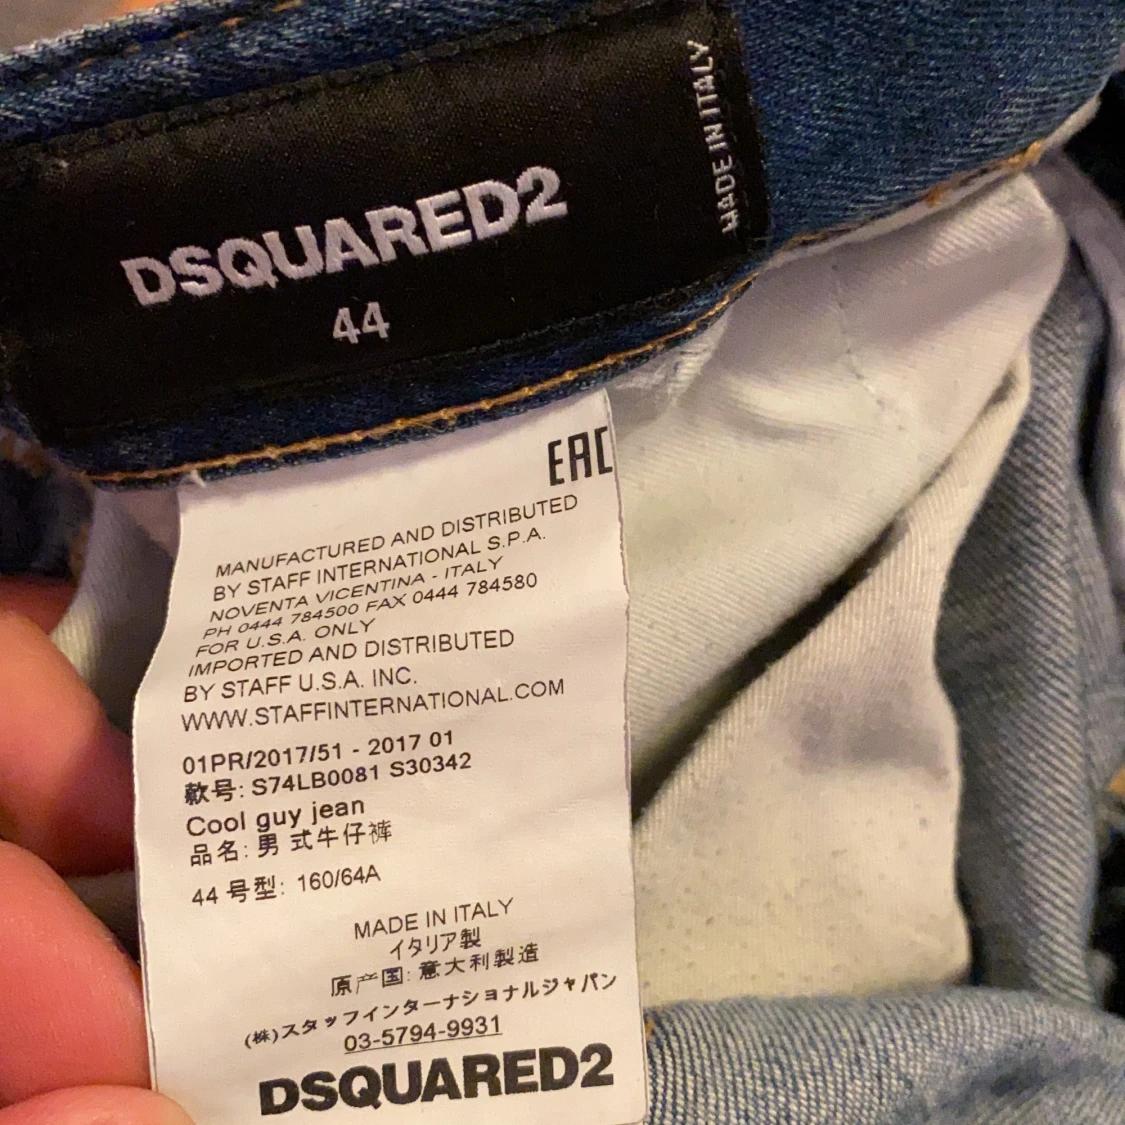 MADE IN ITALY
DSQUARED2
44
EAC
MANUFACTURED AND DISTRIBUTED
BY STAFF INTERNATIONAL S.P.A.
NOVENTA VICENTINA - ITALY
PH 0444 784500 FAX 0444 784580
FOR U.S.A. ONLY
IMPORTED AND DISTRIBUTED
BY STAFF U.S.A. INC.
WWW.STAFFINTERNATIONAL.COM
01PR/2017/51 - 2017 01
款号: S74LB0081 S30342
Cool guy jean
品名: 男 式牛仔裤
44 号型: 160/64A
MADE IN ITALY
イタリア製
原产国: 意大利製造
(株)スタッフインターナショナルジャパン
03-5794-9931
DSQUARED2